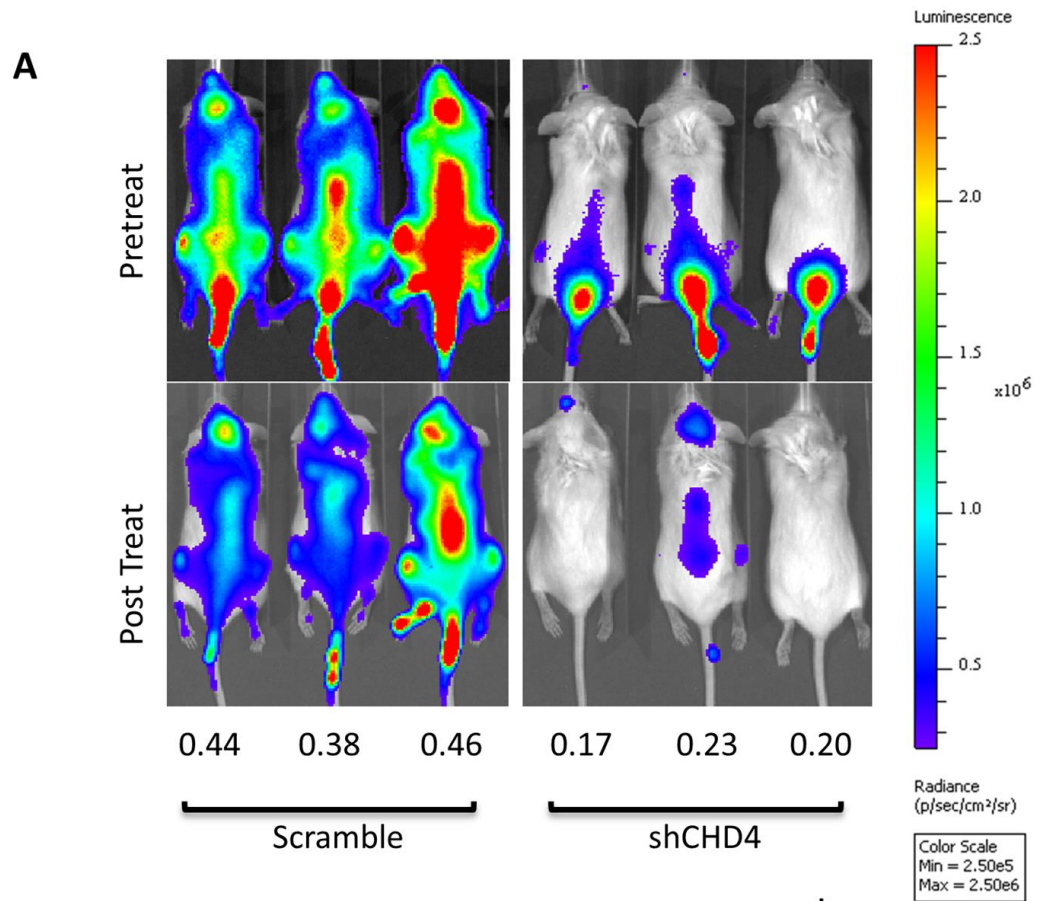 A
Pretreat
Post Treat
0.44 0.38 0.46 0.17 0.23 0.20
Scramble shCHD4
Luminescence
2.5
2.0
1.5
x10⁶
1.0
0.5
Radiance
(p/sec/cm²/sr)
Color Scale
Min = 2.50e5
Max = 2.50e6